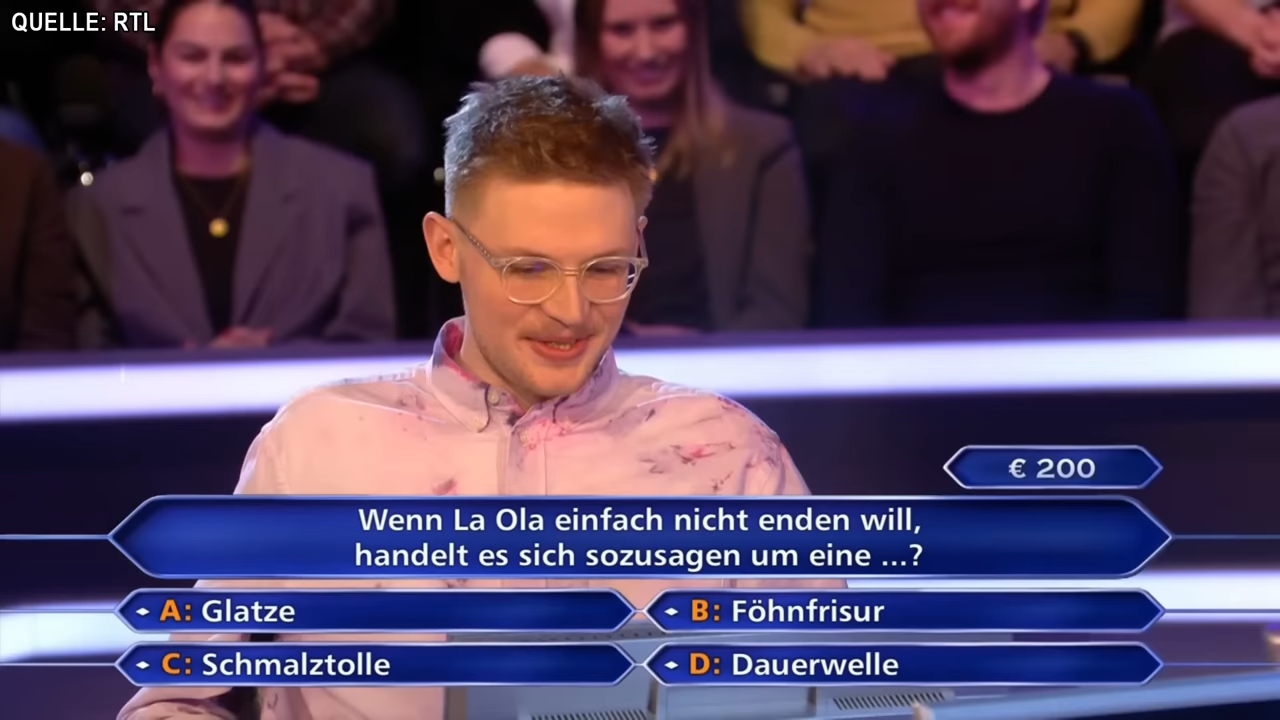 QUELLE: RTL
€ 200
Wenn La Ola einfach nicht enden will,
handelt es sich sozusagen um eine ...?
A: Glatze
B: Föhnfrisur
C: Schmalztolle
D: Dauerwelle